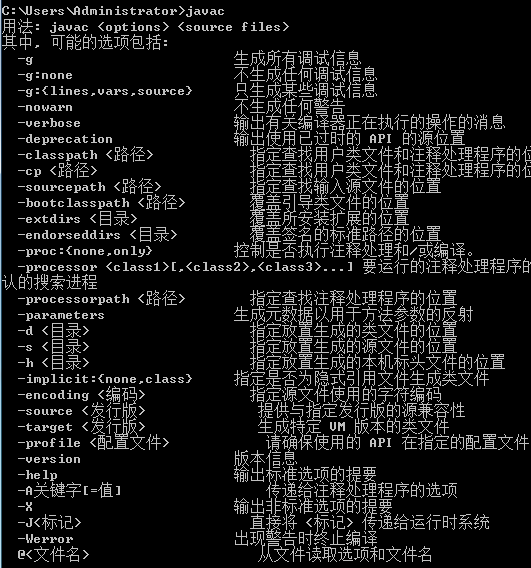 C:\Users\Administrator>javac
用法: javac <options> <source files>
其中, 可能的选项包括:
-g 生成所有调试信息
-g:none 不生成任何调试信息
-g:{lines,vars,source} 只生成某些调试信息
-nowarn 不生成任何警告
-verbose 输出有关编译器正在执行的操作的消息
-deprecation 输出使用已过时的 API 的源位置
-classpath <路径> 指定查找用户类文件和注释处理程序的位
-cp <路径> 指定查找用户类文件和注释处理程序的位
-sourcepath <路径> 指定查找输入源文件的位置
-bootclasspath <路径> 覆盖引导类文件的位置
-extdirs <目录> 覆盖所安装扩展的位置
-endorseddirs <目录> 覆盖签名的标准路径的位置
-proc:{none,only} 控制是否执行注释处理和/或编译。
-processor <class1>[,<class2>,<class3>...] 要运行的注释处理程序的
认的搜索进程
-processorpath <路径> 指定查找注释处理程序的位置
-parameters 生成元数据以用于方法参数的反射
-d <目录> 指定放置生成的类文件的位置
-s <目录> 指定放置生成的源文件的位置
-h <目录> 指定放置生成的本机标头文件的位置
-implicit:{none,class} 指定是否为隐式引用文件生成类文件
-encoding <编码> 指定源文件使用的字符编码
-source <发行版> 提供与指定发行版的源兼容性
-target <发行版> 生成特定 VM 版本的类文件
-profile <配置文件> 请确保使用的 API 在指定的配置文件
-version 版本信息
-help 输出标准选项的提要
-A关键字[=值] 传递给注释处理程序的选项
-X 输出非标准选项的提要
-J<标记> 直接将 <标记> 传递给运行时系统
-Werror 出现警告时终止编译
@<文件名> 从文件读取选项和文件名